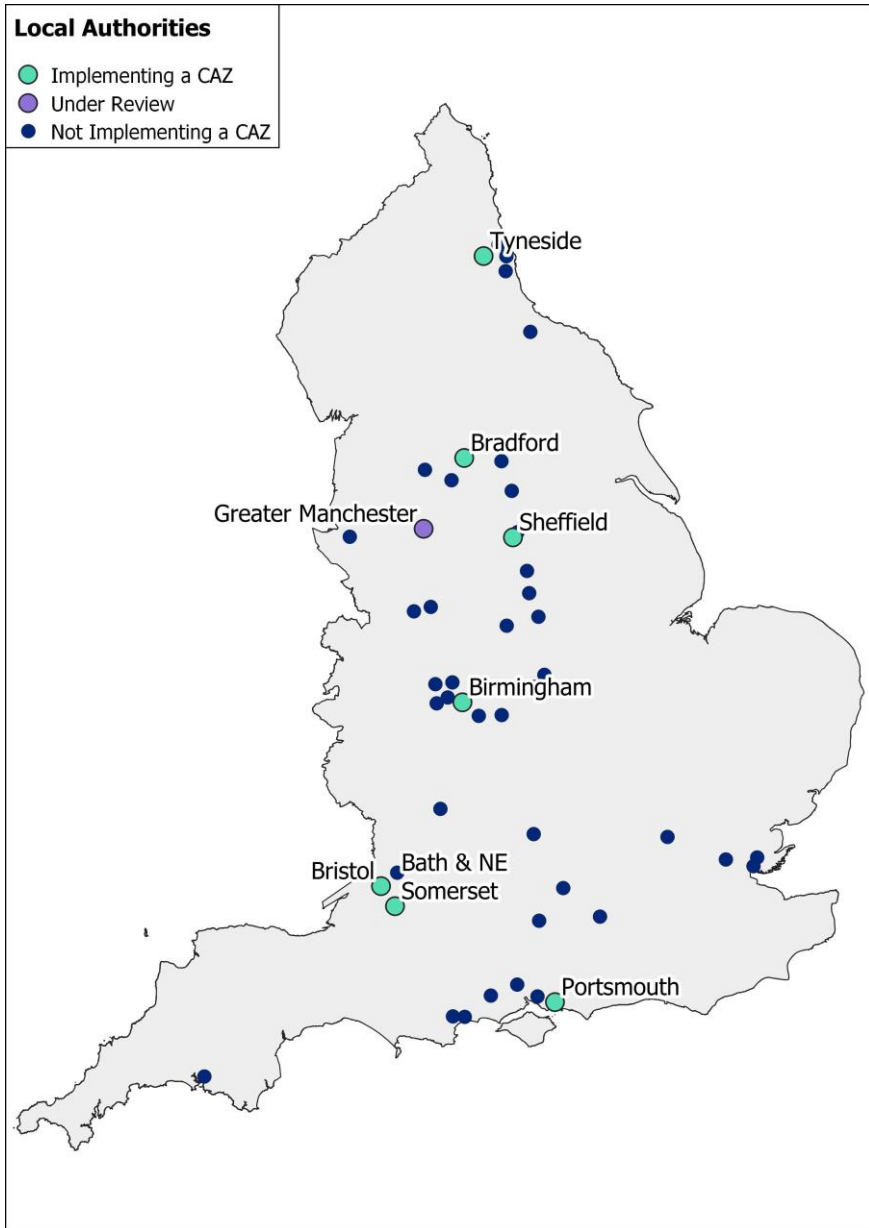 Local Authorities
Implementing a CAZ
Under Review
Not Implementing a CAZ
Tyneside
Bradford
Greater Manchester
Sheffield
Birmingham
Bristol
Bath & NE
Somerset
Portsmouth